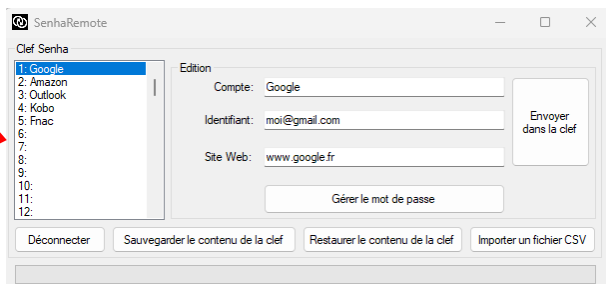 SenhaRemote
Clef Senha
1: Google
2: Amazon
3: Outlook
4: Kobo
5: Fnac
6:
7:
8:
9:
10:
11:
12:
Edition
Compte: Google
Identifiant: moi@gmail.com
Site Web: www.google.fr
Gérer le mot de passe
Envoyer
dans la clef
Déconnecter Sauvegarder le contenu de la clef Restaurer le contenu de la clef Importer un fichier CSV